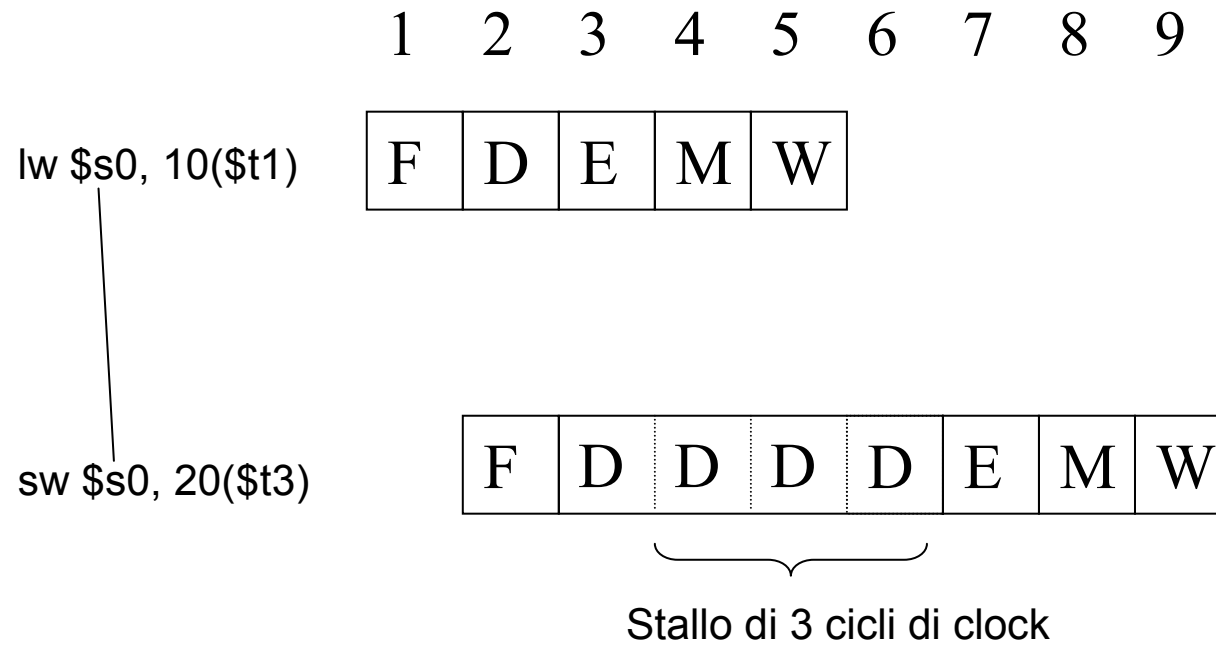 1 2 3 4 5 6 7 8 9
lw $s0, 10($t1) F D E M W
sw $s0, 20($t3) F D D D D E M W
Stallo di 3 cicli di clock